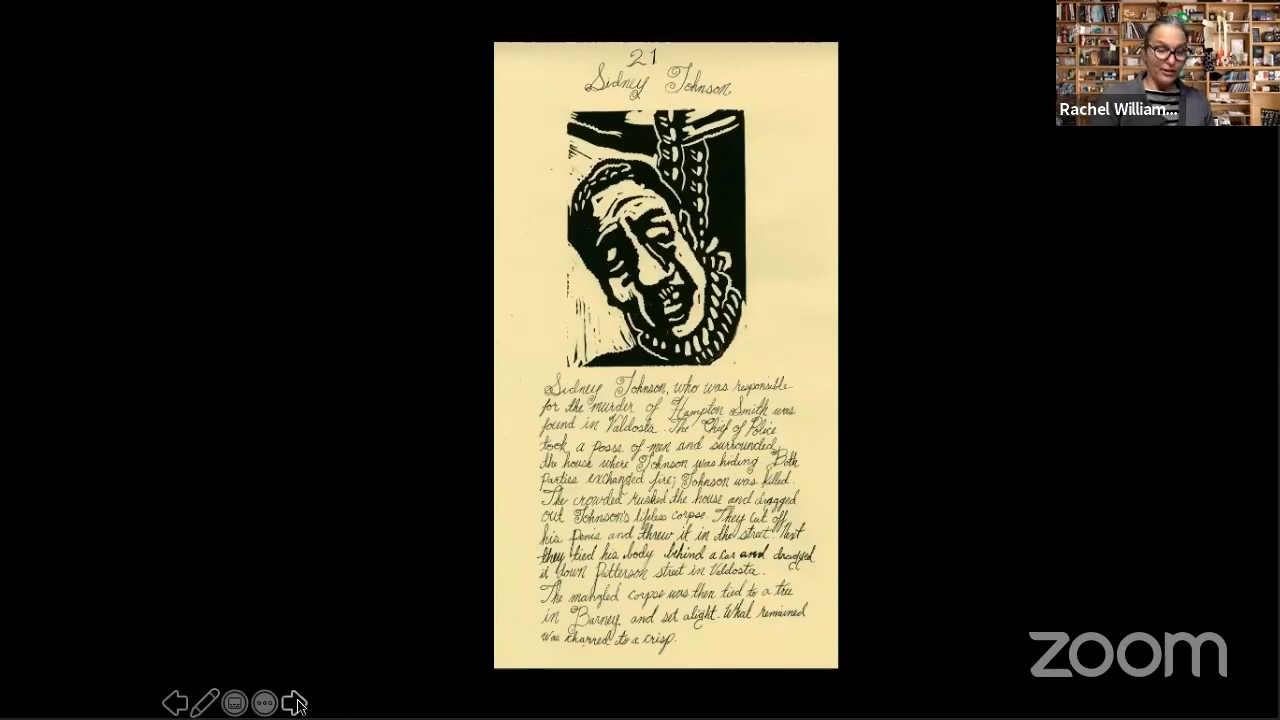 21
Sidney Johnson
Sidney Johnson, who was responsible
for the murder of Hampton Smith was
found in Valdosta. The Chief of Police
took a posse of men and surrounded
the house where Johnson was hiding. Both
parties exchanged fire; Johnson was killed.
The crowded rushed the house and dragged
out Johnson's lifeless corpse. They cut off
his penis and threw it in the street. Next
they tied his body behind a car and dragged
it down Patterson street in Valdosta.
The mangled corpse was then tied to a tree
in Barney, and set alight. What remained
was charred to a crisp.
Rachel William...
zoom